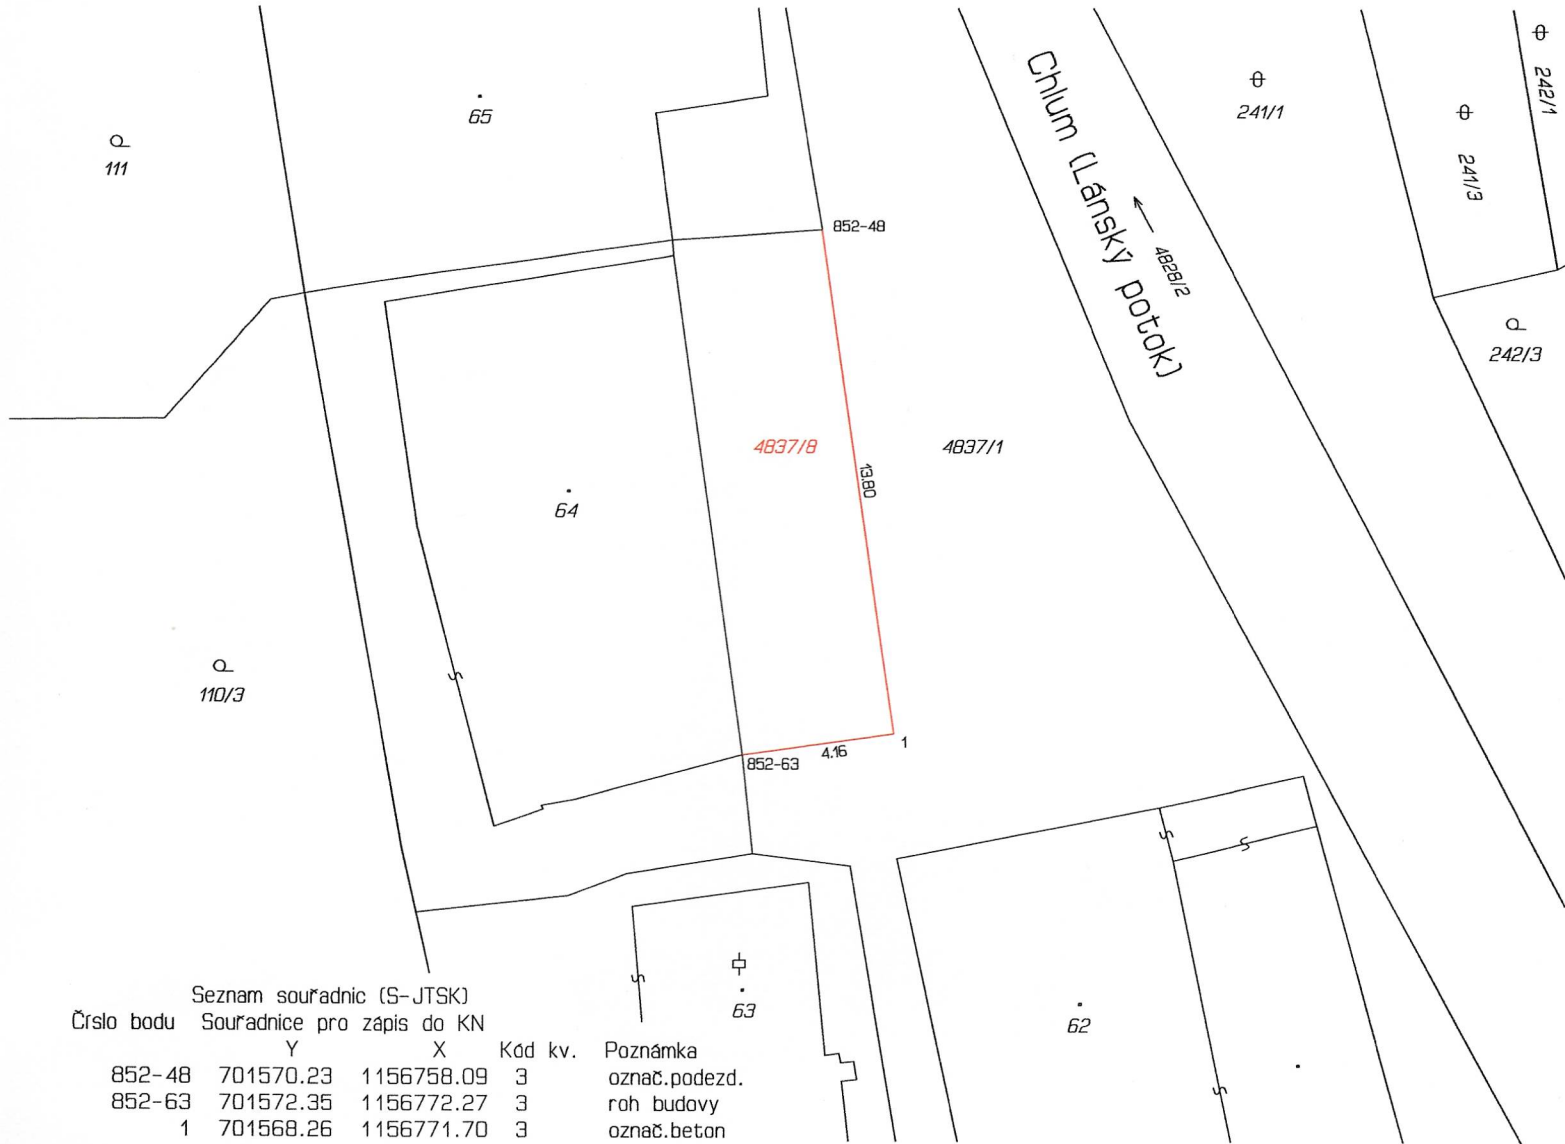 65
111
852-48
Chlum (Lánský potok)
4828/2
241/1
241/3
242/1
242/3
4837/8
4837/1
13.80
64
110/3
852-63
4.16
1
63
62
Seznam souřadnic (S-JTSK)
Číslo bodu Souřadnice pro zápis do KN
Y X Kód kv. Poznámka
852-48 701570.23 1156758.09 3 označ.podezd.
852-63 701572.35 1156772.27 3 roh budovy
1 701568.26 1156771.70 3 označ.beton